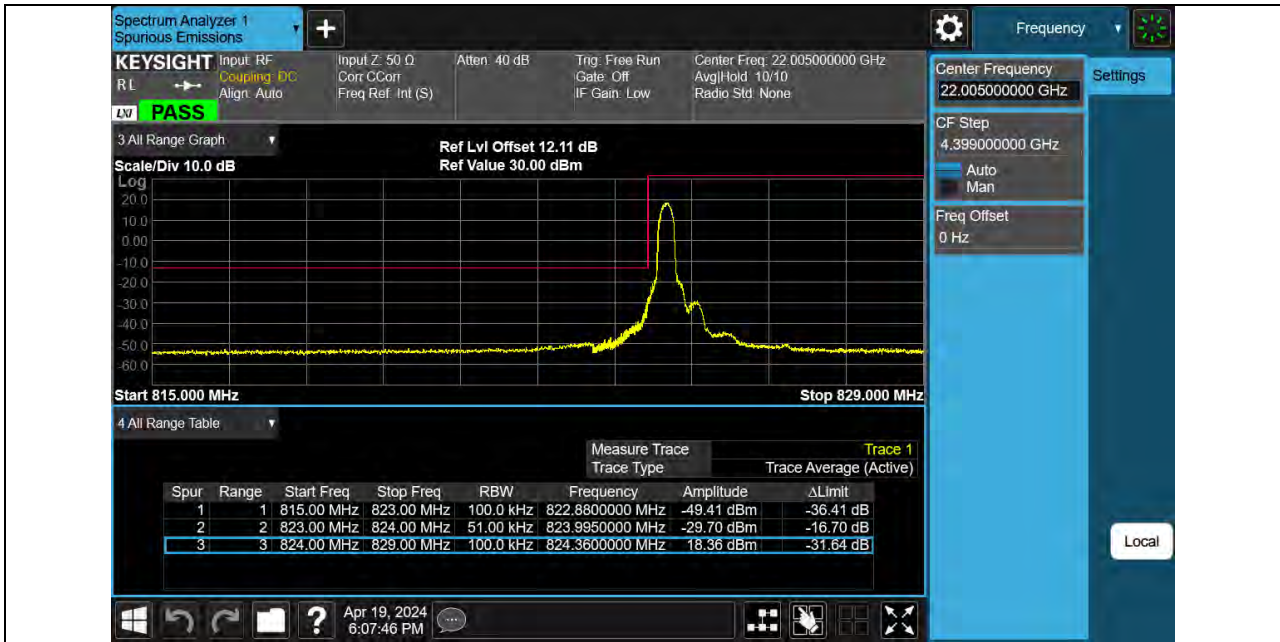 Spectrum Analyzer 1
Spurious Emissions
+
Frequency
KEYSIGHT Input: RF Input Z: 50 Ω Atten: 40 dB Trig: Free Run Center Freq: 22.005000000 GHz
RL Coupling: DC Corr CCorr Gate: Off Avg|Hold: 10/10
Align: Auto Freq Ref: Int (S) IF Gain: Low Radio Std: None
LXI PASS
Center Frequency
22.005000000 GHz
Settings
CF Step
4.399000000 GHz
Auto
Man
Freq Offset
0 Hz
3 All Range Graph
Ref Lvl Offset 12.11 dB
Scale/Div 10.0 dB Ref Value 30.00 dBm
Log
20.0
10.0
0.00
-10.0
-20.0
-30.0
-40.0
-50.0
-60.0
Start 815.000 MHz Stop 829.000 MHz
4 All Range Table
Measure Trace Trace 1
Trace Type Trace Average (Active)
Spur Range Start Freq Stop Freq RBW Frequency Amplitude ΔLimit
1 1 815.00 MHz 823.00 MHz 100.0 kHz 822.8800000 MHz -49.41 dBm -36.41 dB
2 2 823.00 MHz 824.00 MHz 51.00 kHz 823.9950000 MHz -29.70 dBm -16.70 dB
3 3 824.00 MHz 829.00 MHz 100.0 kHz 824.3600000 MHz 18.36 dBm -31.64 dB
Local
? Apr 19, 2024
6:07:46 PM